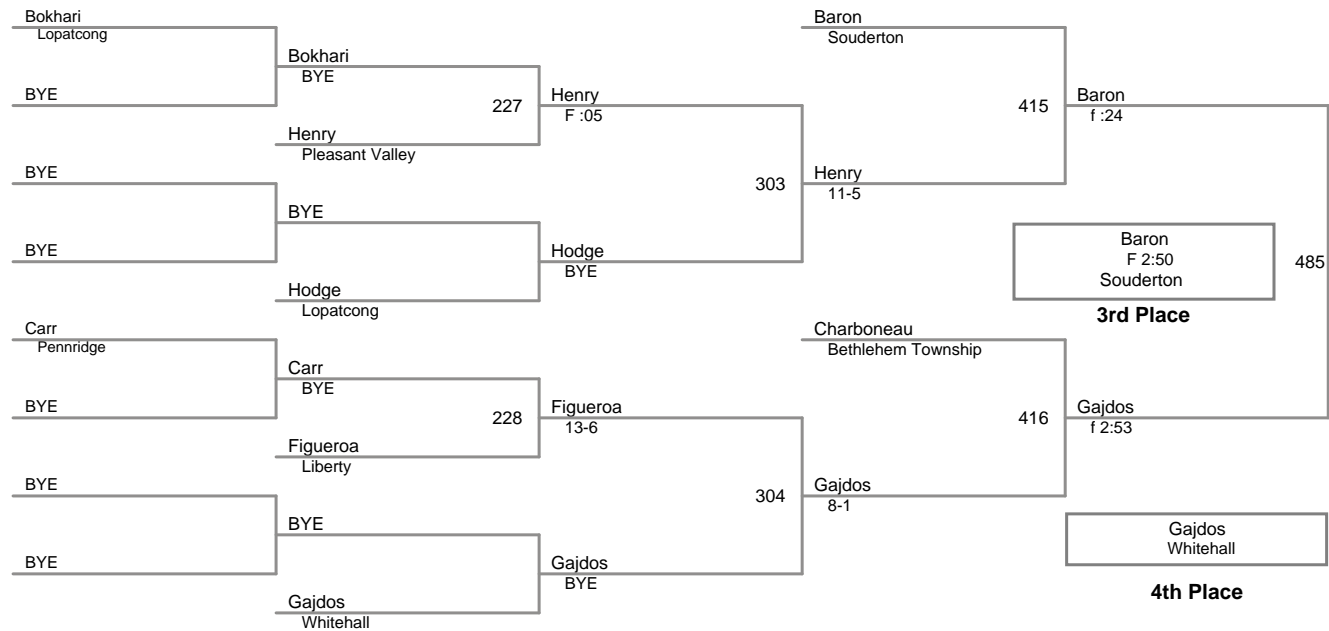 Bokhari
Lopatcong
BYE
BYE
BYE
Carr
Pennridge
BYE
BYE
BYE
Bokhari
BYE
Henry
Pleasant Valley
BYE
Hodge
Lopatcong
Carr
BYE
Figueroa
Liberty
BYE
Gajdos
Whitehall
227
228
Henry
F :05
Hodge
BYE
Figueroa
13-6
Gajdos
BYE
303
304
Baron
Souderton
Henry
11-5
Charboneau
Bethlehem Township
Gajdos
8-1
415
416
Baron
f :24
Gajdos
f 2:53
485
Baron
F 2:50
Souderton
3rd Place
Gajdos
Whitehall
4th Place